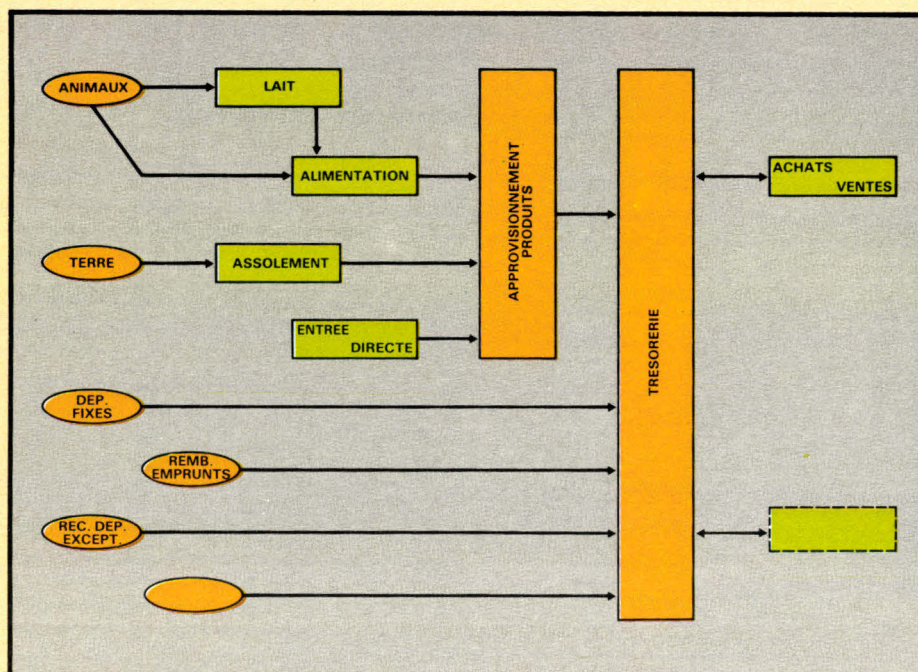 ANIMAUX
LAIT
ALIMENTATION
TERRE
ASSOLEMENT
ENTREE
DIRECTE
APPROVISIONNEMENT
PRODUITS
TRESORERIE
ACHATS
VENTES
DEP.
FIXES
REMB.
EMPRUNTS
REC. DEP.
EXCEPT.